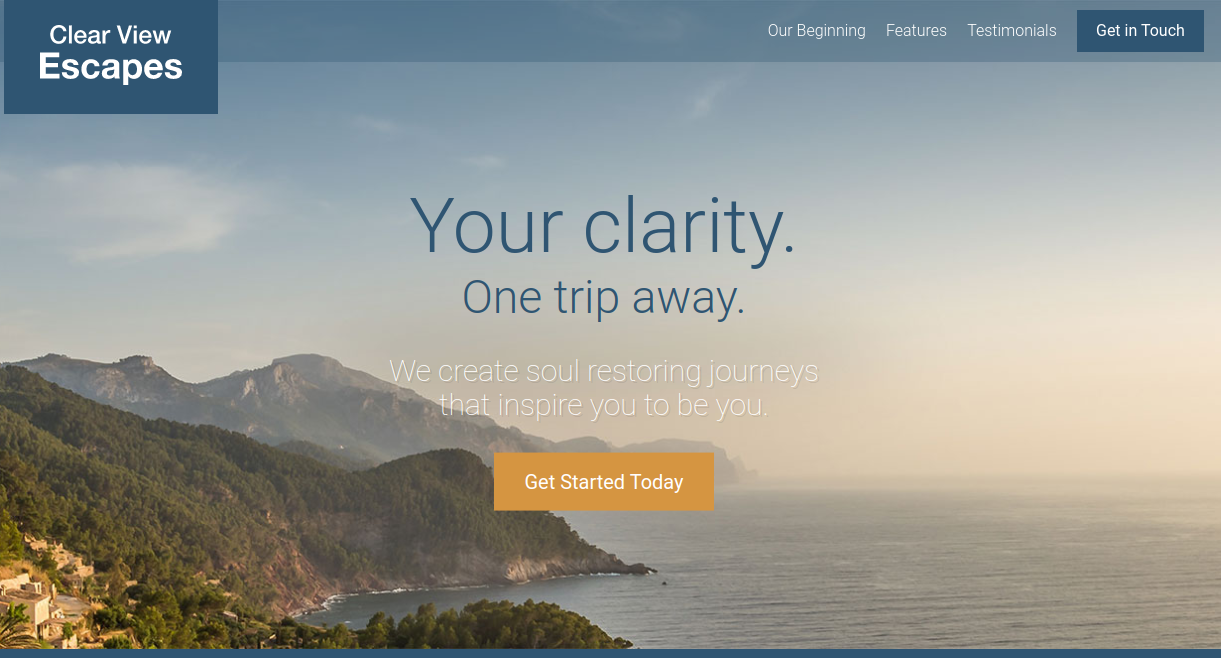 Clear View
Escapes
Our Beginning
Features
Testimonials
Get in Touch
Your clarity.
One trip away.
We create soul restoring journeys
that inspire you to be you.
Get Started Today